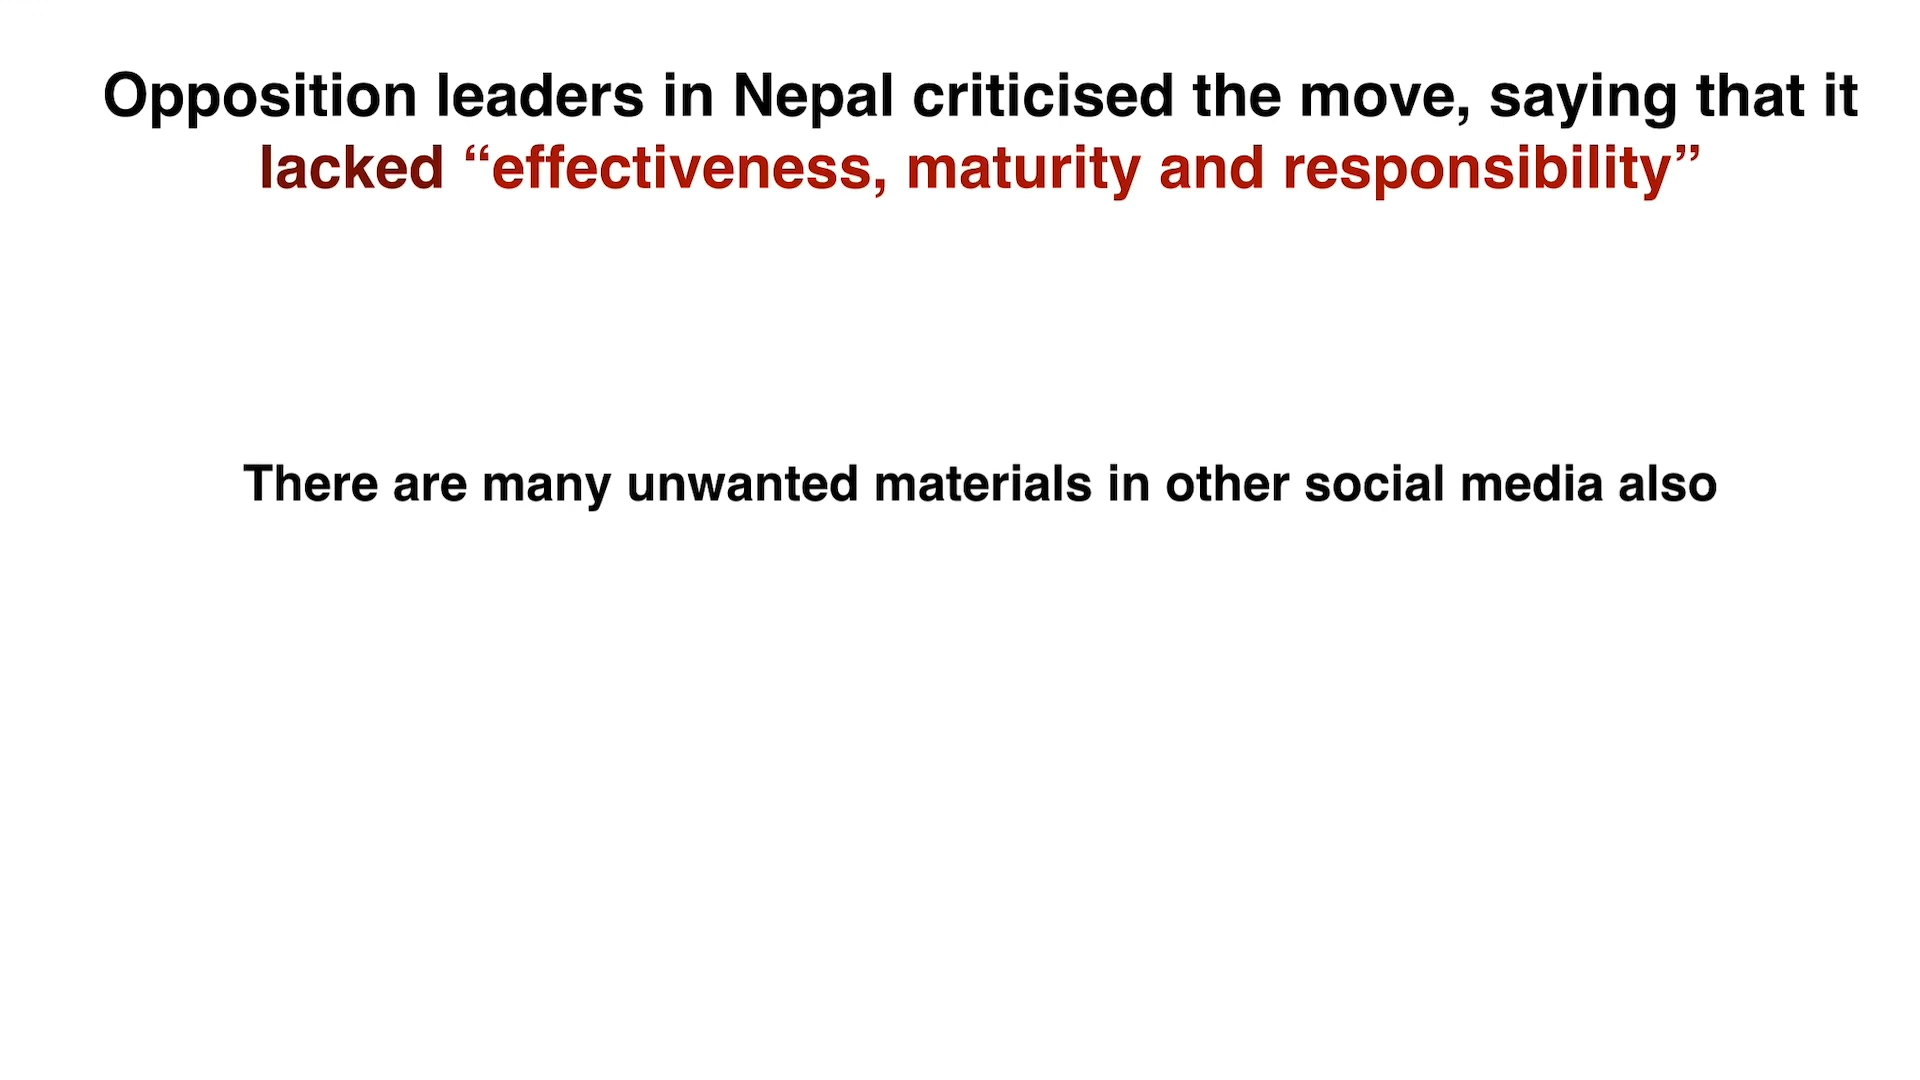 Opposition leaders in Nepal criticised the move, saying that it
lacked “effectiveness, maturity and responsibility”
There are many unwanted materials in other social media also